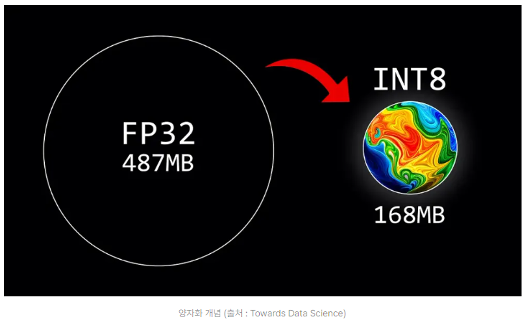 FP32
487MB
INT8
168MB
양자화 개념 (출처 : Towards Data Science)